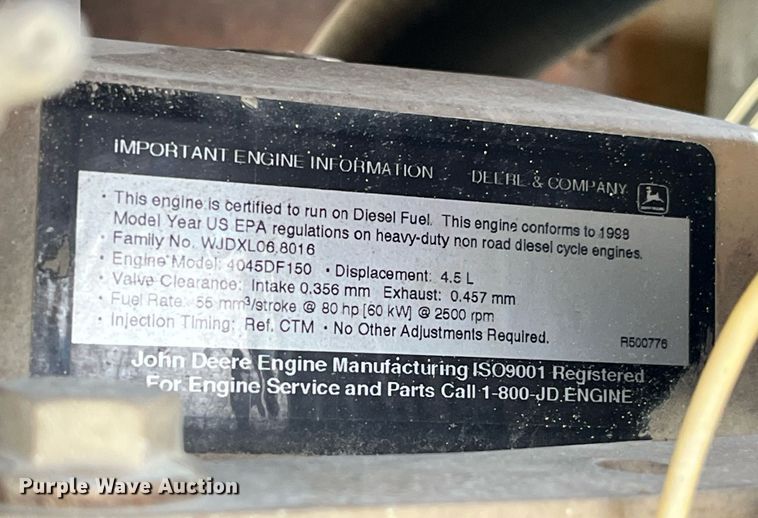 IMPORTANT ENGINE INFORMATION DEERE & COMPANY
• This engine is certified to run on Diesel Fuel. This engine conforms to 1998
Model Year US EPA regulations on heavy-duty non road diesel cycle engines.
• Family No. WJDXL06.8016
• Engine Model: 4045DF150 • Displacement: 4.5 L
• Valve Clearance: Intake 0.356 mm Exhaust: 0.457 mm
• Fuel Rate: 55 mm³/stroke @ 80 hp [60 kW] @ 2500 rpm
• Injection Timing: Ref. CTM • No Other Adjustments Required.
R500776
John Deere Engine Manufacturing ISO9001 Registered
For Engine Service and Parts Call 1-800-JD ENGINE
Purple Wave Auction